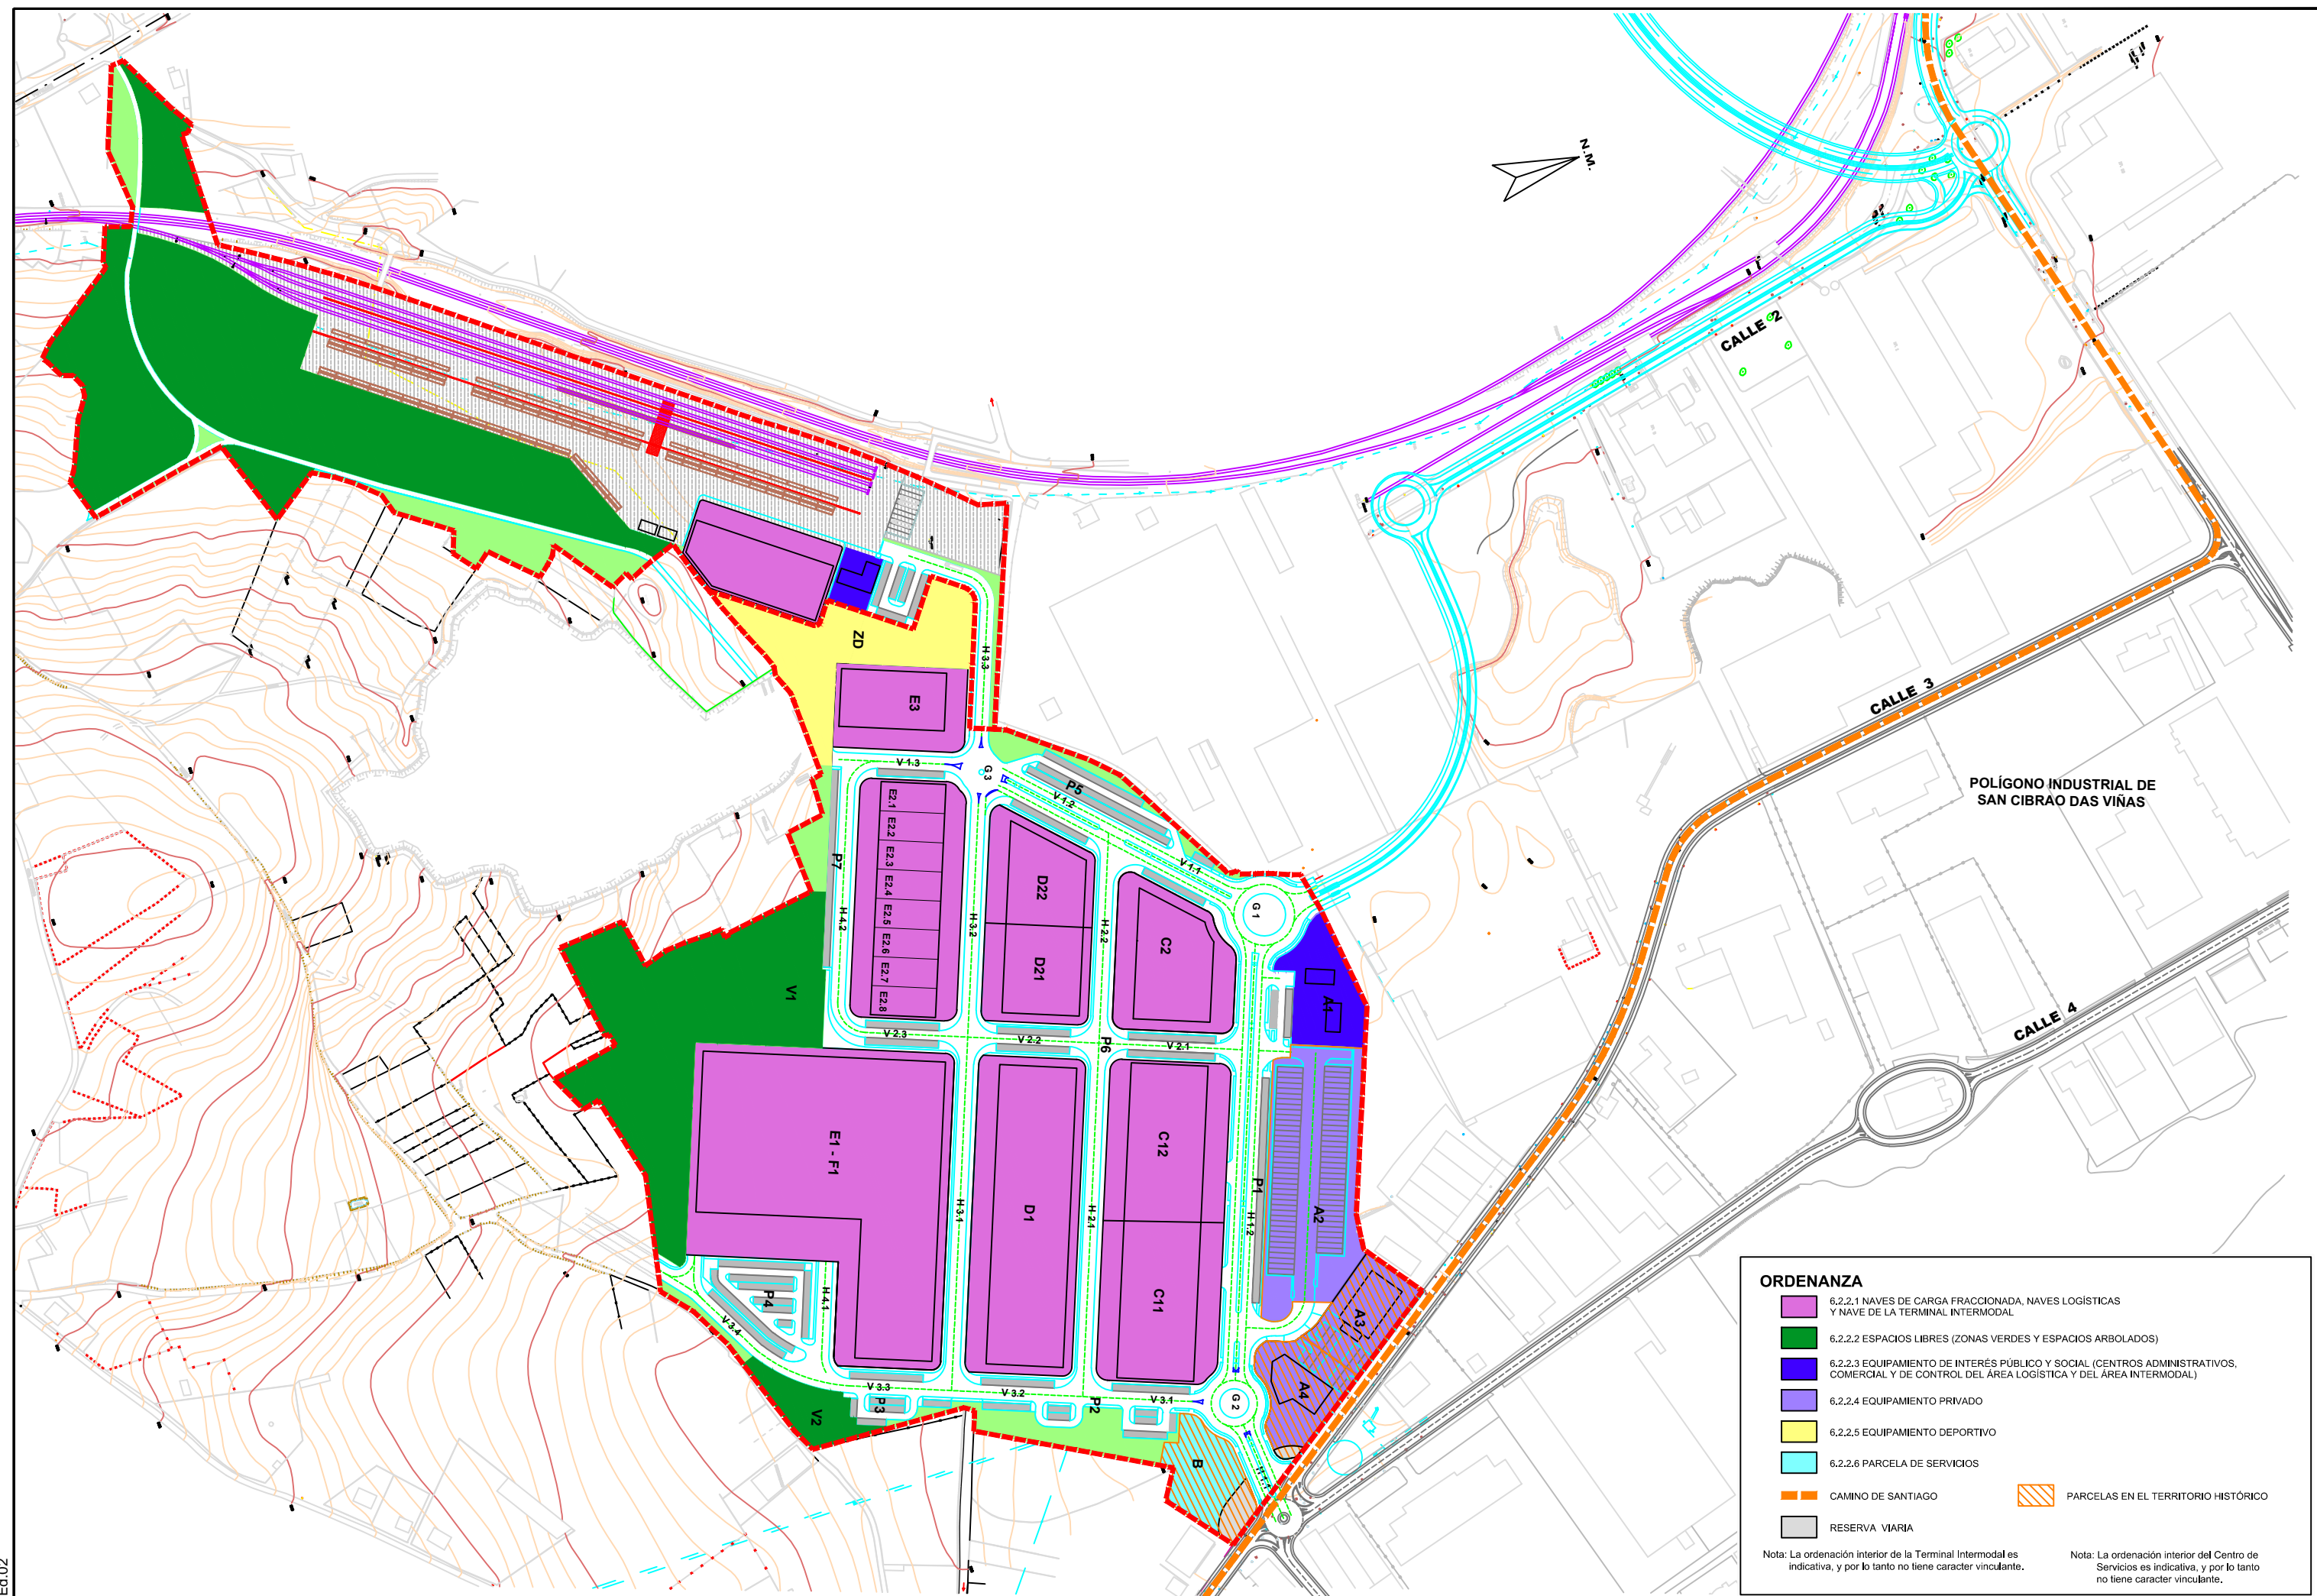 N.M.
CALLE 2
CALLE 3
POLÍGONO INDUSTRIAL DE
SAN CIBRAO DAS VIÑAS
CALLE 4
ZD
H 3.3
E3
V 1.3
G 3
P5
V 1.2
V 1.1
E2.1
E2.2
E2.3
E2.4
E2.5
E2.6
E2.7
E2.8
P7
H 4.2
H 3.2
D22
D21
H 2.2
C2
G 1
A1
V1
V 2.3
V 2.2
V 2.1
P6
E1 - F1
H 3.1
D1
H 2.1
C12
C11
P1
H 1.2
A2
A3
A4
P4
H 4.1
V 3.4
V 3.3
V 3.2
V 3.1
G 2
V2
P3
P2
B
H 1.1
ORDENANZA
6.2.2.1 NAVES DE CARGA FRACCIONADA, NAVES LOGÍSTICAS
Y NAVE DE LA TERMINAL INTERMODAL
6.2.2.2 ESPACIOS LIBRES (ZONAS VERDES Y ESPACIOS ARBOLADOS)
6.2.2.3 EQUIPAMIENTO DE INTERÉS PÚBLICO Y SOCIAL (CENTROS ADMINISTRATIVOS,
COMERCIAL Y DE CONTROL DEL ÁREA LOGÍSTICA Y DEL ÁREA INTERMODAL)
6.2.2.4 EQUIPAMIENTO PRIVADO
6.2.2.5 EQUIPAMIENTO DEPORTIVO
6.2.2.6 PARCELA DE SERVICIOS
CAMINO DE SANTIAGO
PARCELAS EN EL TERRITORIO HISTÓRICO
RESERVA VIARIA
Nota: La ordenación interior de la Terminal Intermodal es
indicativa, y por lo tanto no tiene caracter vinculante.
Nota: La ordenación interior del Centro de
Servicios es indicativa, y por lo tanto
no tiene caracter vinculante.
Ed.02